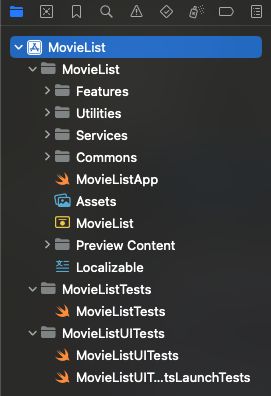 MovieList
MovieList
Features
Utilities
Services
Commons
MovieListApp
Assets
MovieList
Preview Content
Localizable
MovieListTests
MovieListTests
MovieListUITests
MovieListUITests
MovieListUIT...tsLaunchTests